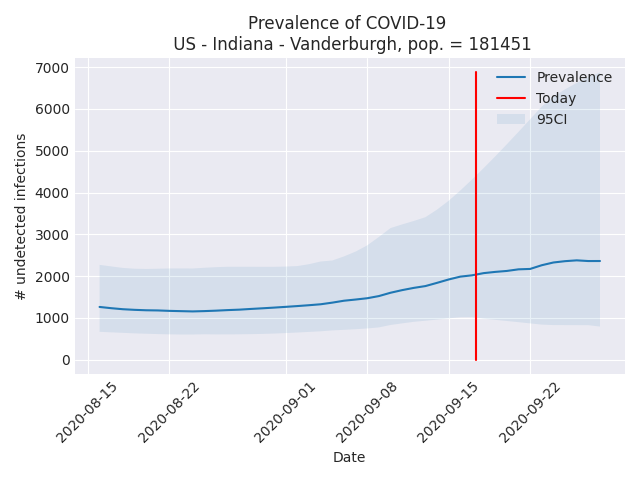 Prevalence of COVID-19
US - Indiana - Vanderburgh, pop. = 181451
7000
6000
5000
4000
3000
2000
1000
0
# undetected infections
Prevalence
Today
95CI
2020-08-15
2020-08-22
2020-09-01
2020-09-08
2020-09-15
2020-09-22
Date